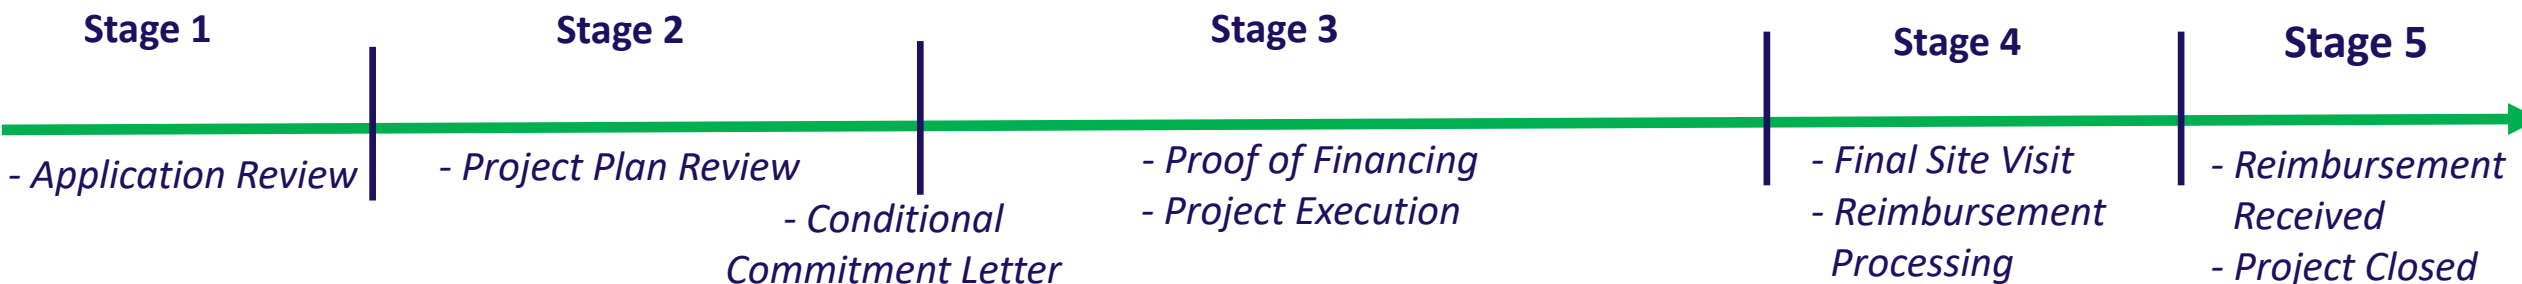 Stage 1
Stage 2
Stage 3
Stage 4
Stage 5
- Application Review
- Project Plan Review
- Conditional
Commitment Letter
- Proof of Financing
- Project Execution
- Final Site Visit
- Reimbursement
Processing
- Reimbursement
Received
- Project Closed